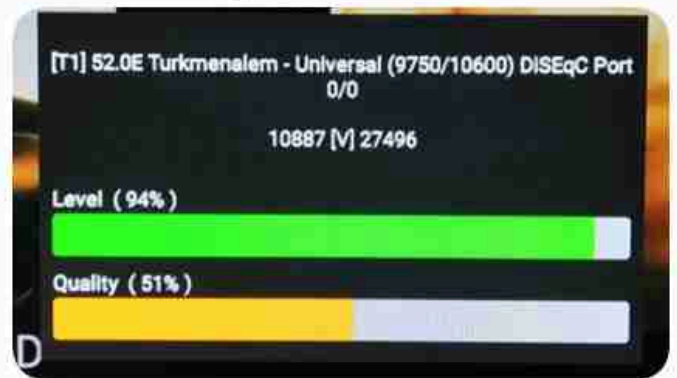 [T1] 52.0E Turkmenalem - Universal (9750/10600) DiSEqC Port
0/0
10887 [V] 27496
Level ( 94% )
Quality ( 51% )
D